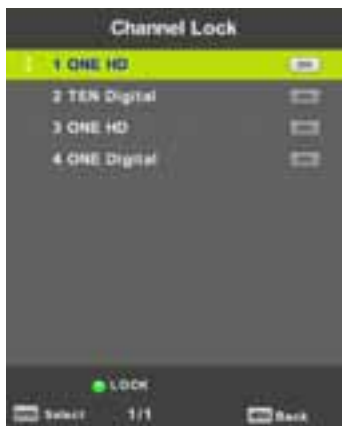 Channel Lock
1 ONE HD
2 TEN Digital
3 ONE HD
4 ONE Digital
LOCK
Select 1/1 Back